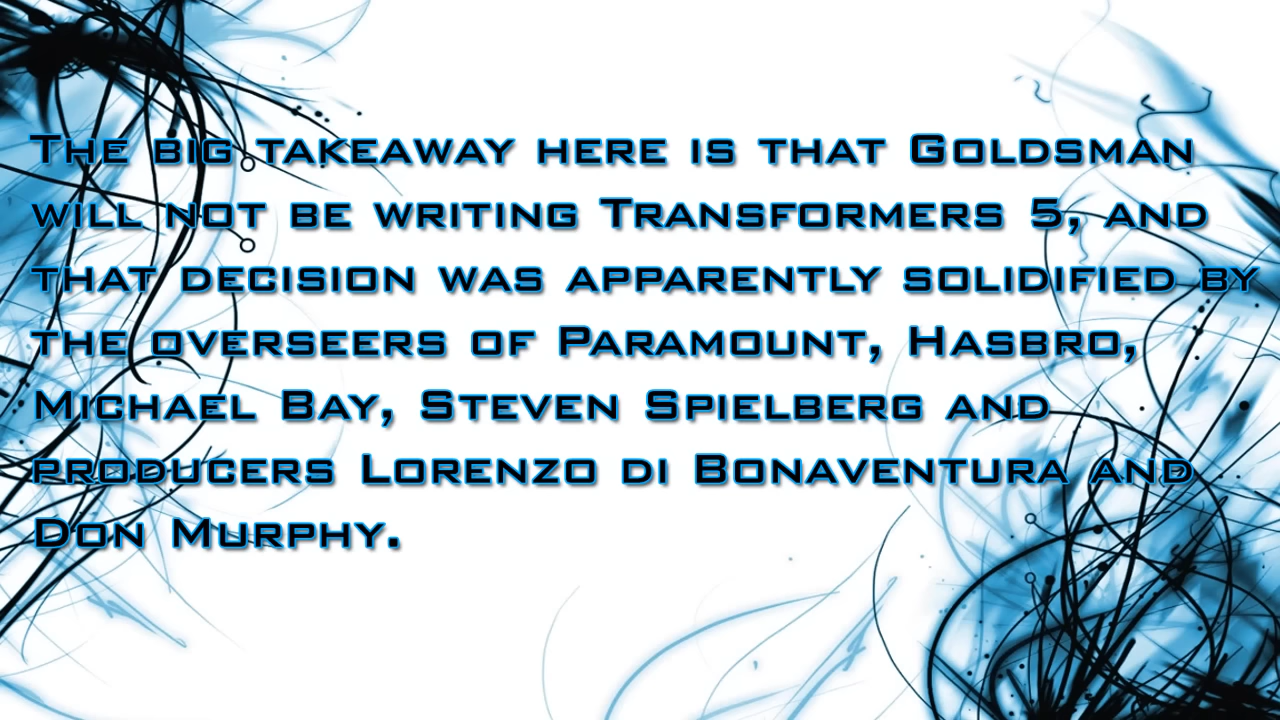 The big takeaway here is that Goldsman
will not be writing Transformers 5, and
that decision was apparently solidified by
the overseers of Paramount, Hasbro,
Michael Bay, Steven Spielberg and
producers Lorenzo di Bonaventura and
Don Murphy.